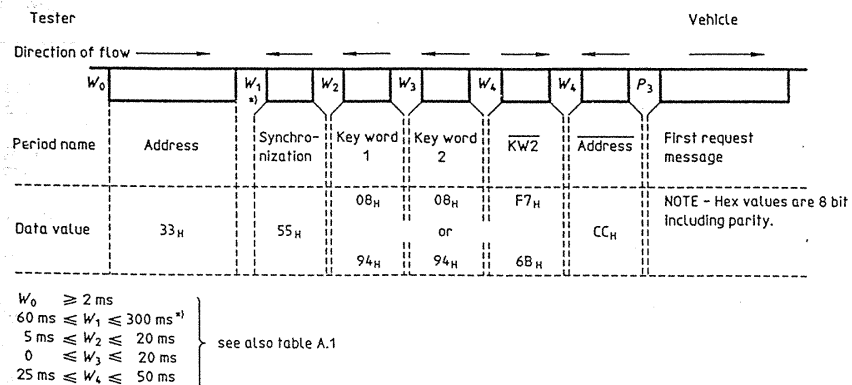 Tester Vehicle
Direction of flow
W₀ W₁ *) W₂ W₃ W₄ W₄ P₃
Period name Address Synchro- Key word Key word KW2 Address First request
nization 1 2 message
08H 08H F7H NOTE – Hex values are 8 bit
including parity.
Data value 33H 55H or CCH
94H 94H 6BH
W₀ ⩾ 2 ms
60 ms ⩽ W₁ ⩽ 300 ms*)
5 ms ⩽ W₂ ⩽ 20 ms
0 ⩽ W₃ ⩽ 20 ms
25 ms ⩽ W₄ ⩽ 50 ms
see also table A.1